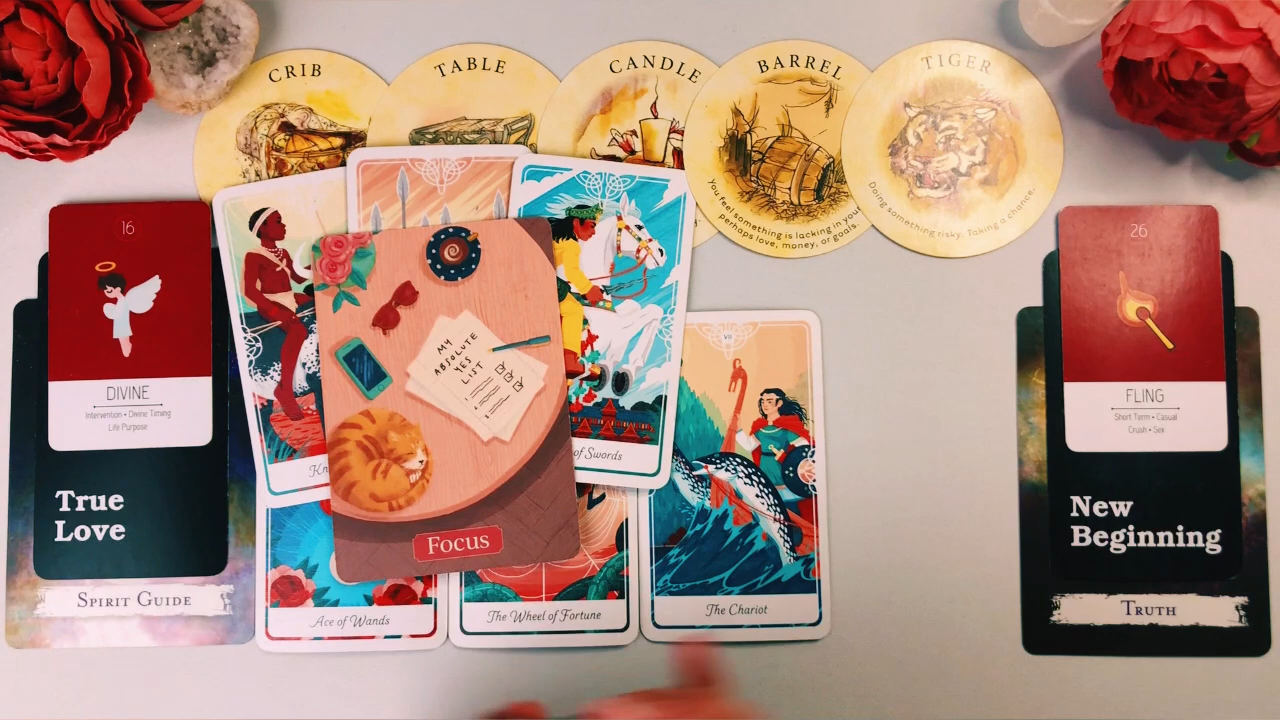 CRIB
TABLE
CANDLE
BARREL
You feel something is lacking in you
perhaps love, money, or goals.
TIGER
Doing something risky. Taking a chance.
16
DIVINE
Intervention • Divine Timing
Life Purpose
True
Love
SPIRIT GUIDE
Kn
of Swords
MY
ABSOLUTE
YES
LIST
Focus
VII
Ace of Wands
The Wheel of Fortune
The Chariot
26
FLING
Short Term • Casual
Crush • Sex
New
Beginning
TRUTH